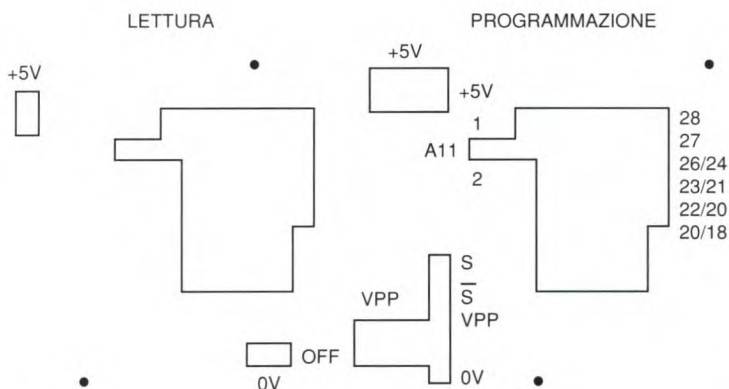 LETTURA
PROGRAMMAZIONE
+5V
+5V
+5V
1
A11
2
28
27
26/24
23/21
22/20
20/18
S
S̅
VPP
VPP
0V
OFF
0V